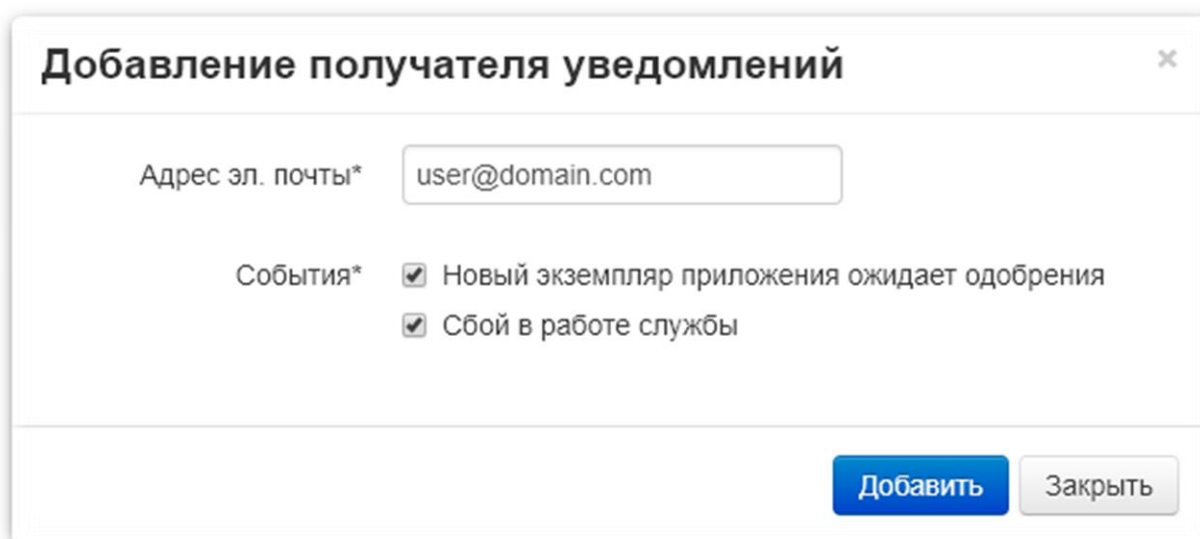 Добавление получателя уведомлений ×
Адрес эл. почты* user@domain.com
События* Новый экземпляр приложения ожидает одобрения
Сбой в работе службы
Добавить Закрыть